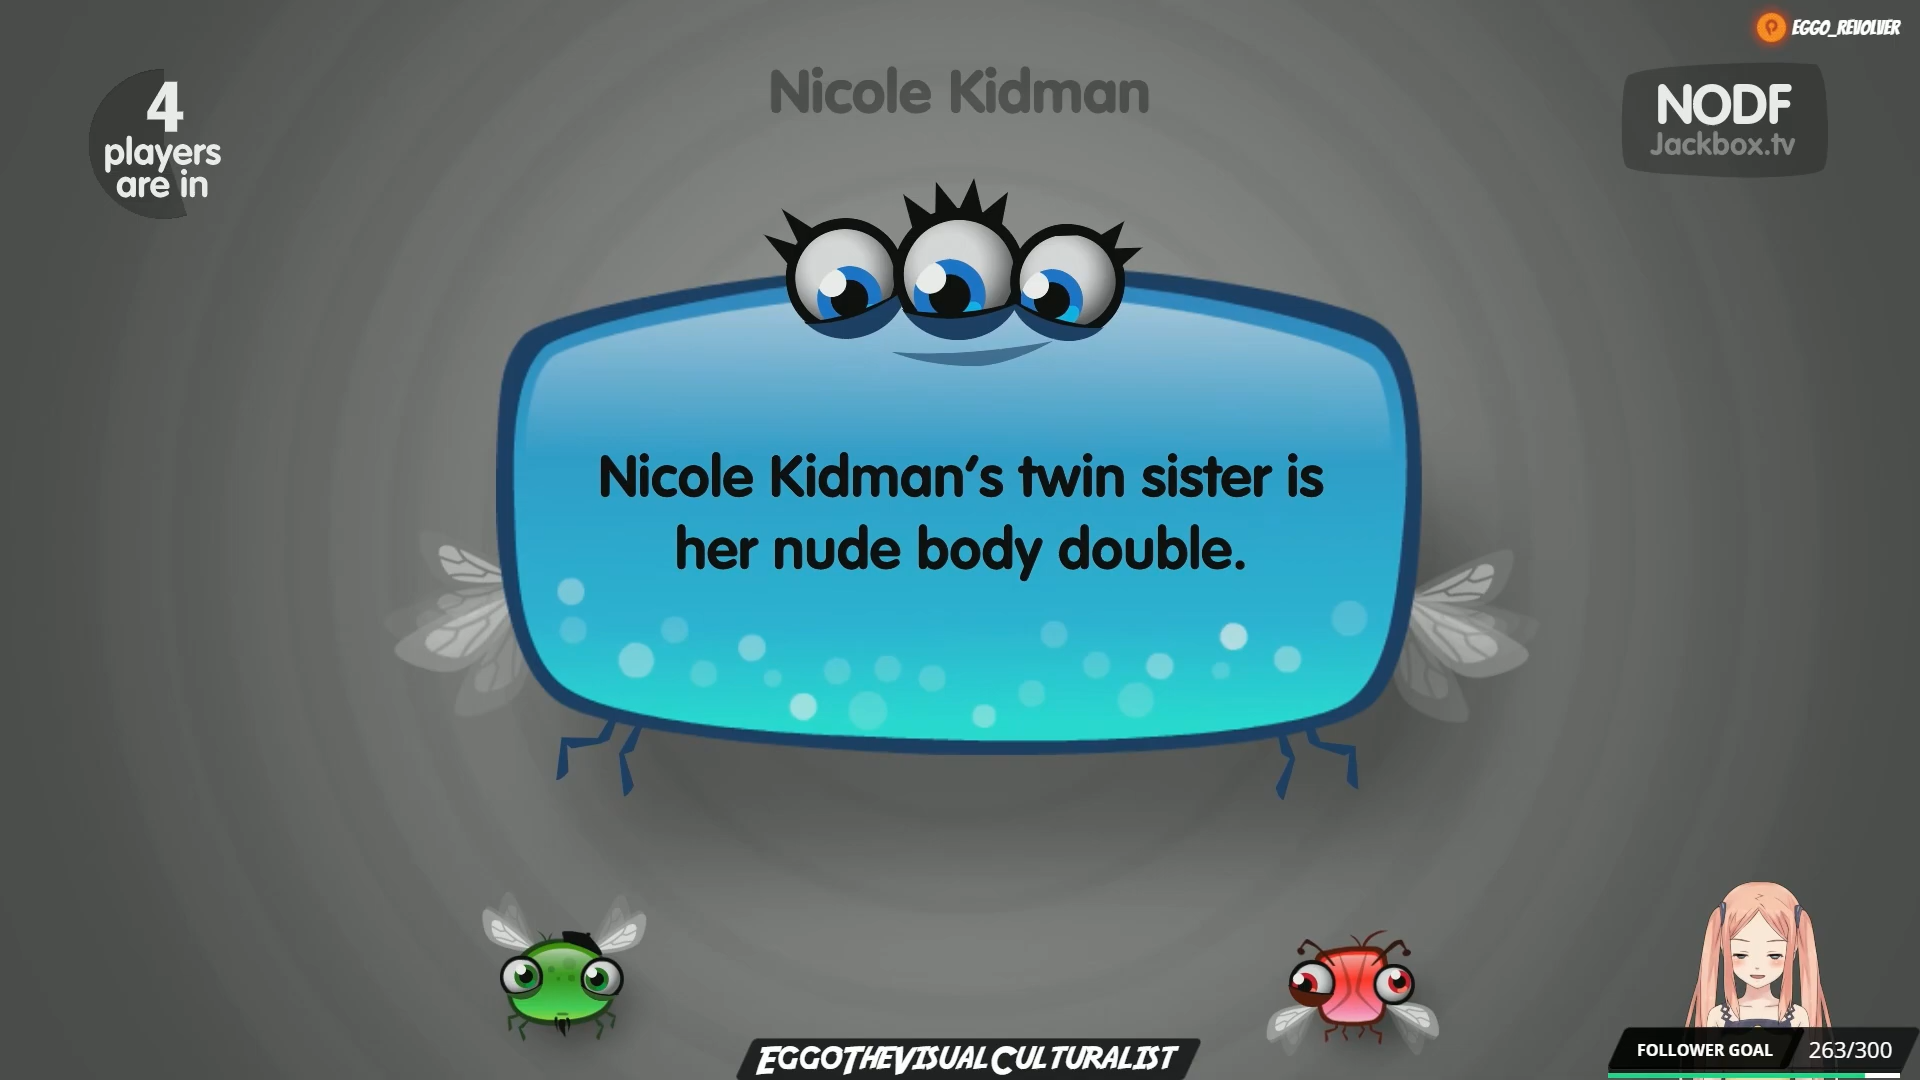 EGGO_REVOLVER
4
players
are in
Nicole Kidman
NODF
Jackbox.tv
Nicole Kidman's twin sister is
her nude body double.
EGGOTHEVISUALCULTURALIST
FOLLOWER GOAL 263/300